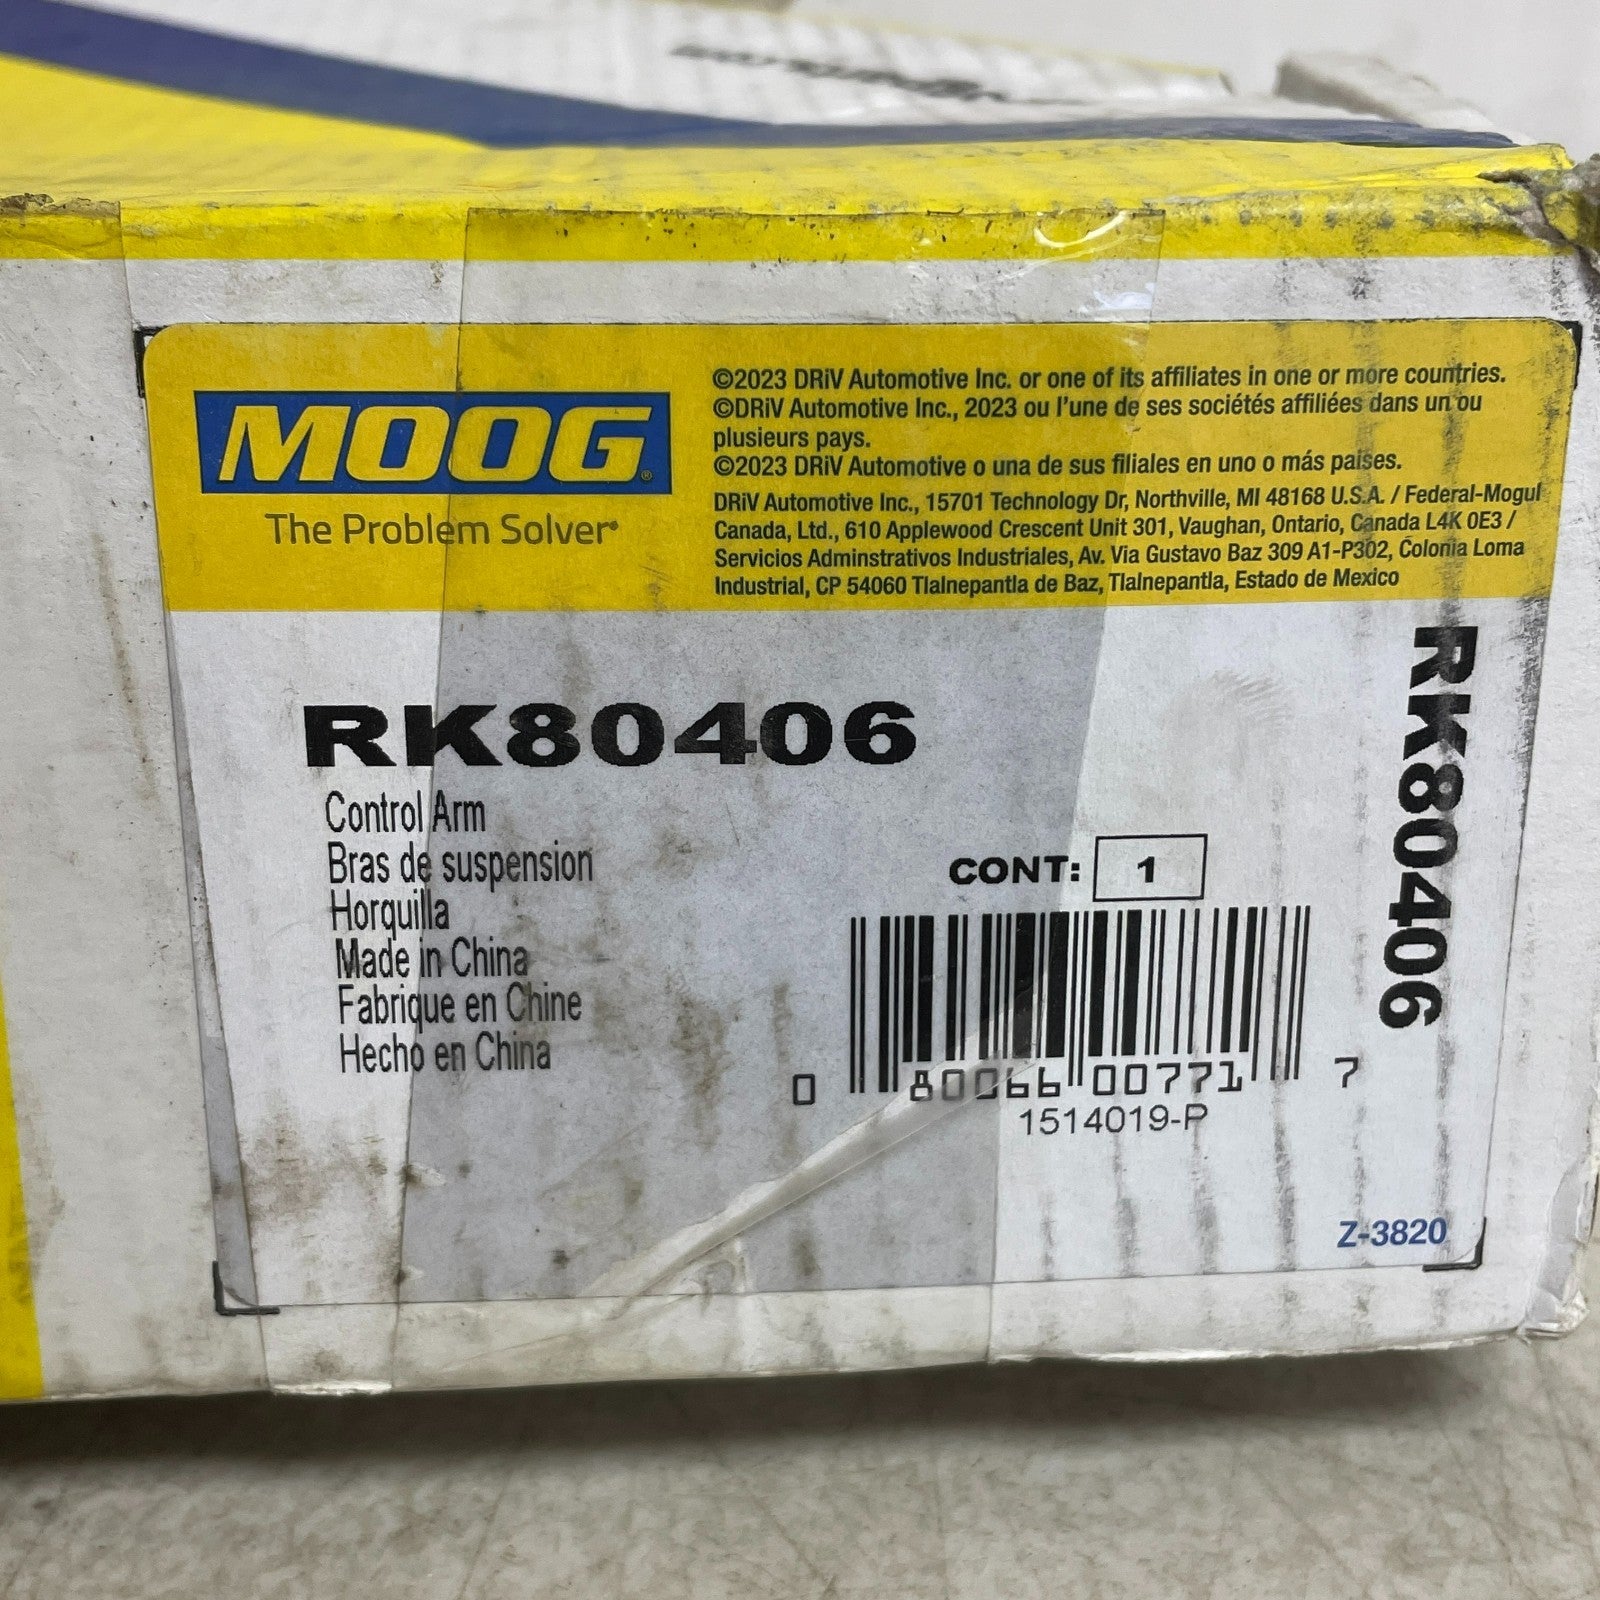 MOOG®
The Problem Solver®
©2023 DRiV Automotive Inc. or one of its affiliates in one or more countries.
©DRiV Automotive Inc., 2023 ou l'une de ses sociétés affiliées dans un ou
plusieurs pays.
©2023 DRiV Automotive o una de sus filiales en uno o más paises.
DRiV Automotive Inc., 15701 Technology Dr, Northville, MI 48168 U.S.A. / Federal-Mogul
Canada, Ltd., 610 Applewood Crescent Unit 301, Vaughan, Ontario, Canada L4K 0E3 /
Servicios Adminstrativos Industriales, Av. Via Gustavo Baz 309 A1-P302, Colonia Loma
Industrial, CP 54060 Tlalnepantla de Baz, Tlalnepantla, Estado de Mexico
RK80406
Control Arm
Bras de suspension
Horquilla
Made in China
Fabrique en Chine
Hecho en China
CONT: 1
0 80066 00771 7
1514019-P
RK80406
Z-3820